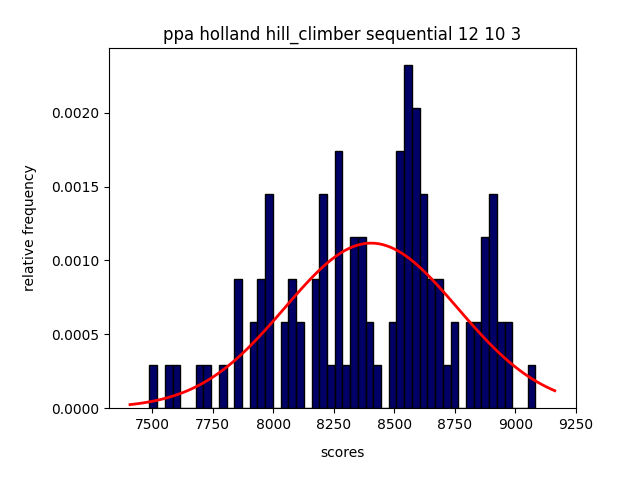 ppa holland hill_climber sequential 12 10 3
relative frequency
0.0020
0.0015
0.0010
0.0005
0.0000
7500 7750 8000 8250 8500 8750 9000 9250
scores